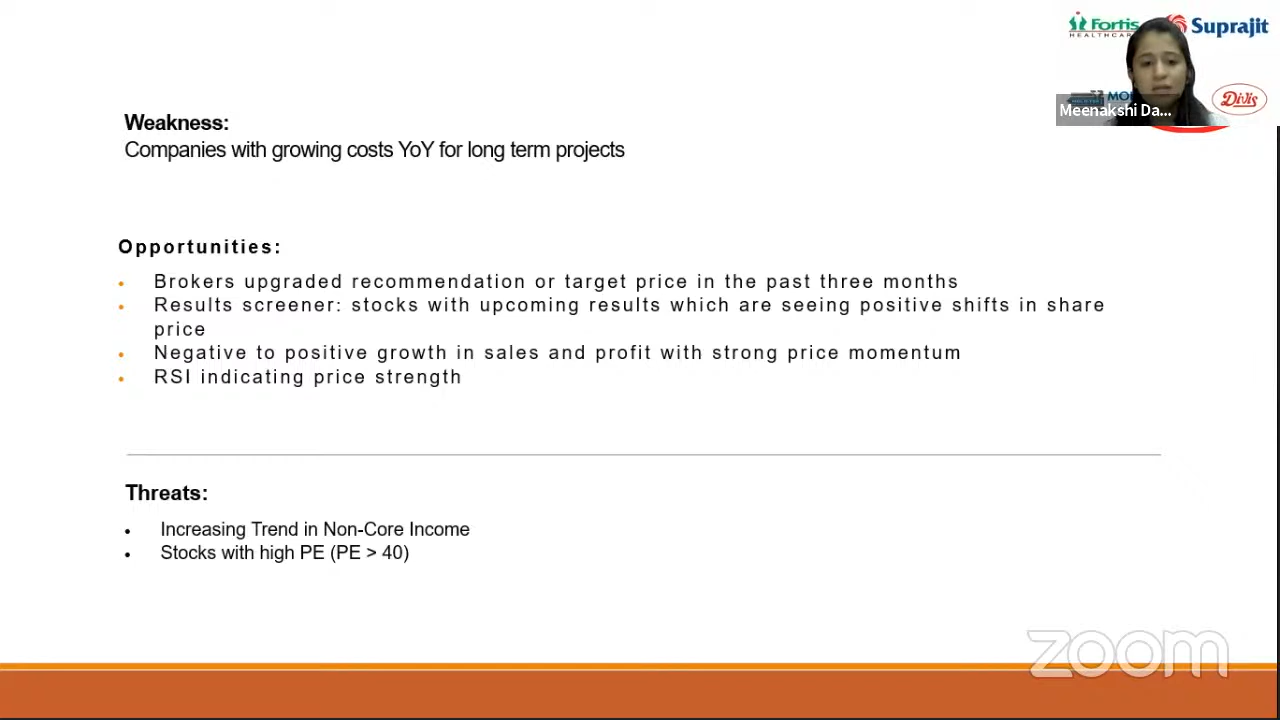 Fortis
HEALTHCAR
Suprajit
Divis
Meenakshi Da...
Weakness:
Companies with growing costs YoY for long term projects
Opportunities:
• Brokers upgraded recommendation or target price in the past three months
• Results screener: stocks with upcoming results which are seeing positive shifts in share
price
• Negative to positive growth in sales and profit with strong price momentum
• RSI indicating price strength
Threats:
• Increasing Trend in Non-Core Income
• Stocks with high PE (PE > 40)
zoom